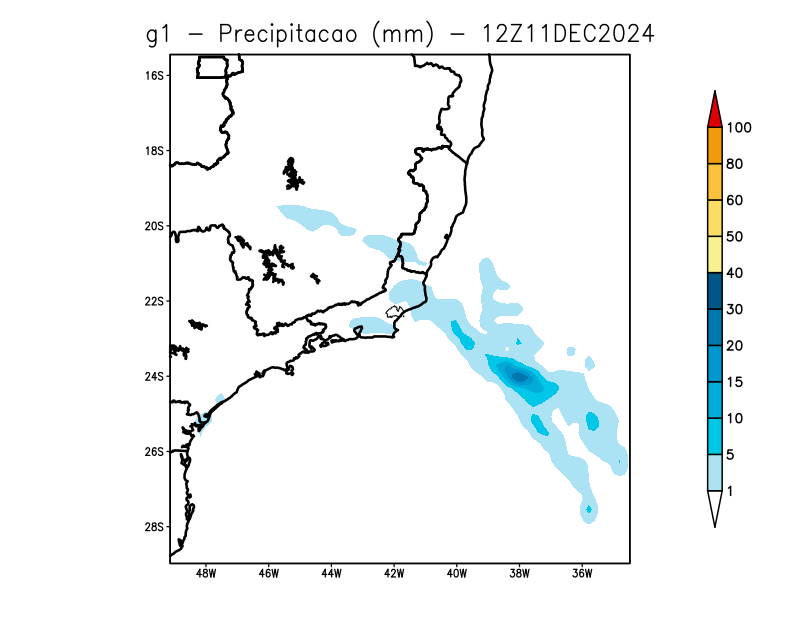 g1 – Precipitacao (mm) – 12Z11DEC2024
16S
18S
20S
22S
24S
26S
28S
48W 46W 44W 42W 40W 38W 36W
100
80
60
50
40
30
20
15
10
5
1